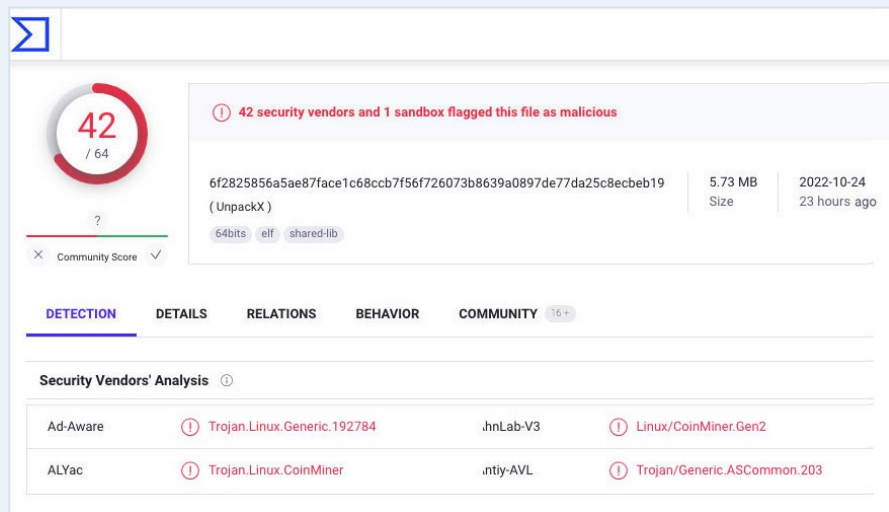 42 security vendors and 1 sandbox flagged this file as malicious
42
/ 64
?
Community Score
6f2825856a5ae87face1c68ccb7f56f726073b8639a0897de77da25c8ecbeb19
( UnpackX )
64bits elf shared-lib
5.73 MB
Size
2022-10-24
23 hours ago
DETECTION DETAILS RELATIONS BEHAVIOR COMMUNITY 16+
Security Vendors' Analysis
Ad-Aware Trojan.Linux.Generic.192784 hnLab-V3 Linux/CoinMiner.Gen2
ALYac Trojan.Linux.CoinMiner ntiy-AVL Trojan/Generic.ASCommon.203